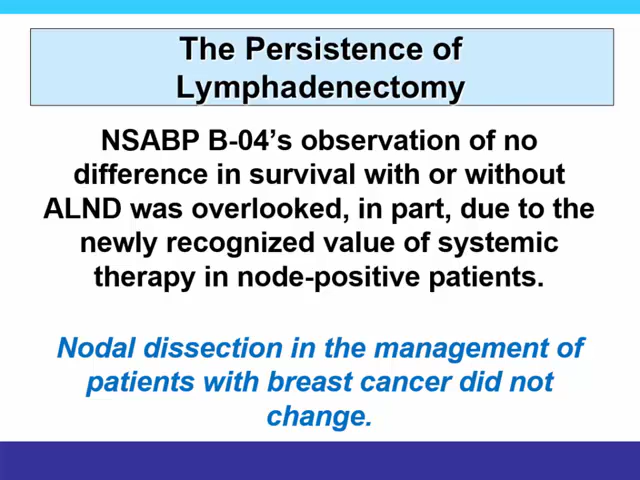 The Persistence of
Lymphadenectomy
NSABP B-04's observation of no
difference in survival with or without
ALND was overlooked, in part, due to the
newly recognized value of systemic
therapy in node-positive patients.
Nodal dissection in the management of
patients with breast cancer did not
change.